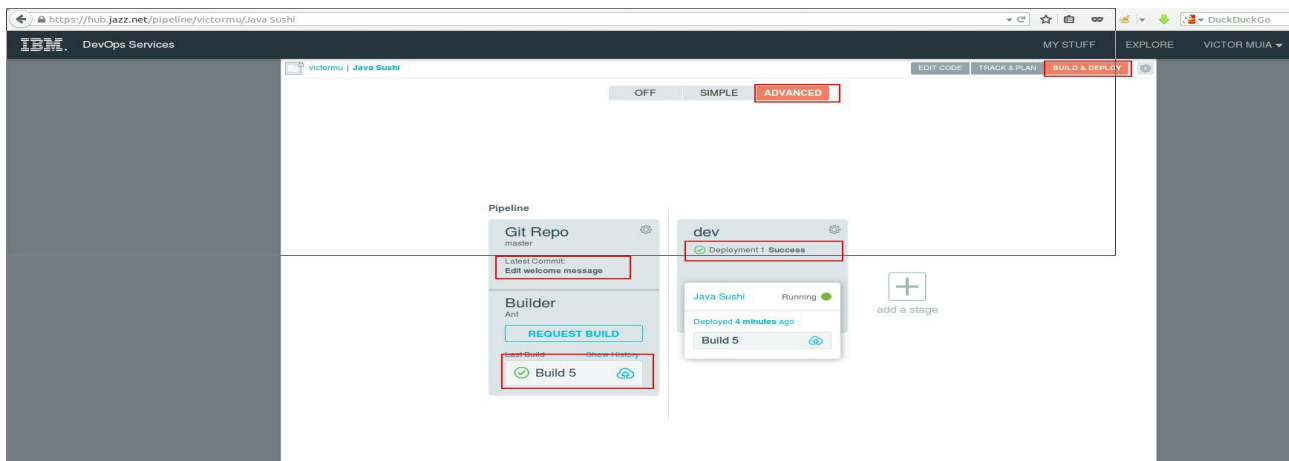 https://hub.jazz.net/pipeline/victormu/Java Sushi
DuckDuckGo
IBM. DevOps Services
MY STUFF EXPLORE VICTOR MUIA
victormu | Java Sushi
EDIT CODE TRACK & PLAN BUILD & DEPLOY
OFF SIMPLE ADVANCED
Pipeline
Git Repo
master
Latest Commit:
Edit welcome message
Builder
Ant
REQUEST BUILD
Last Build Show History
Build 5
dev
Deployment 1 Success
Java Sushi Running
Deployed 4 minutes ago
Build 5
add a stage